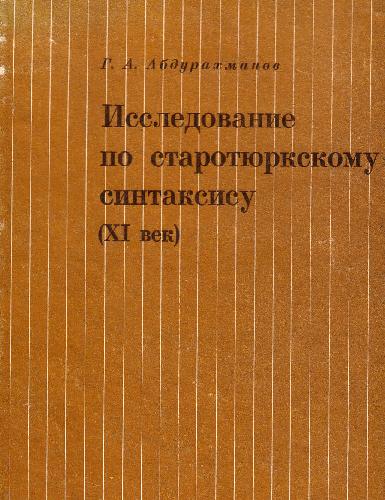 Г. А. Абдурахманов
Исследование
по старотюркскому
синтаксису
(XI век)